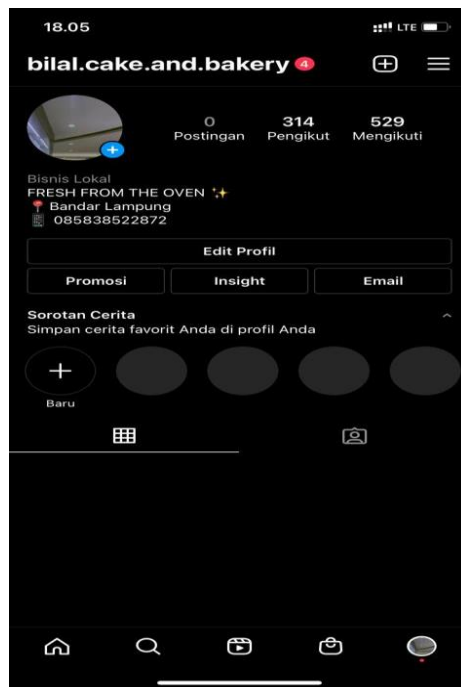 18.05 LTE
bilal.cake.and.bakery 4
0 314 529
Postingan Pengikut Mengikuti
Bisnis Lokal
FRESH FROM THE OVEN
Bandar Lampung
085838522872
Edit Profil
Promosi Insight Email
Sorotan Cerita
Simpan cerita favorit Anda di profil Anda
Baru